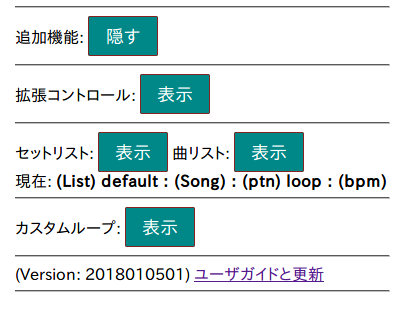 追加機能: 隠す
拡張コントロール: 表示
セットリスト: 表示 曲リスト: 表示
現在: (List) default : (Song) : (ptn) loop : (bpm)
カスタムループ: 表示
(Version: 2018010501) ユーザガイドと更新